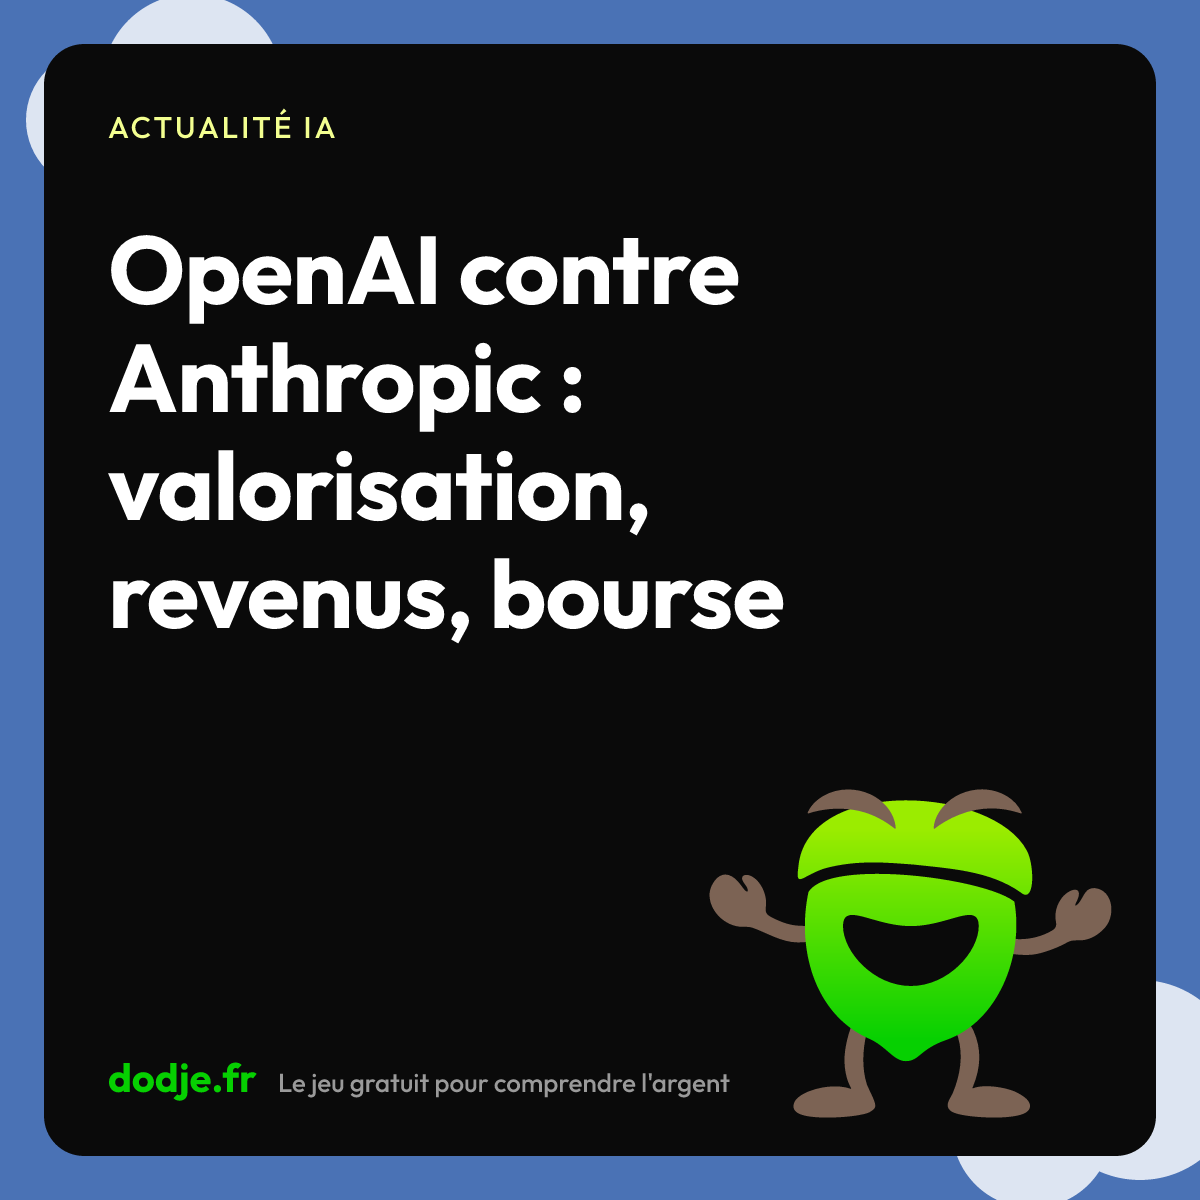 ACTUALITÉ IA
OpenAI contre
Anthropic :
valorisation,
revenus, bourse
dodje.fr Le jeu gratuit pour comprendre l'argent